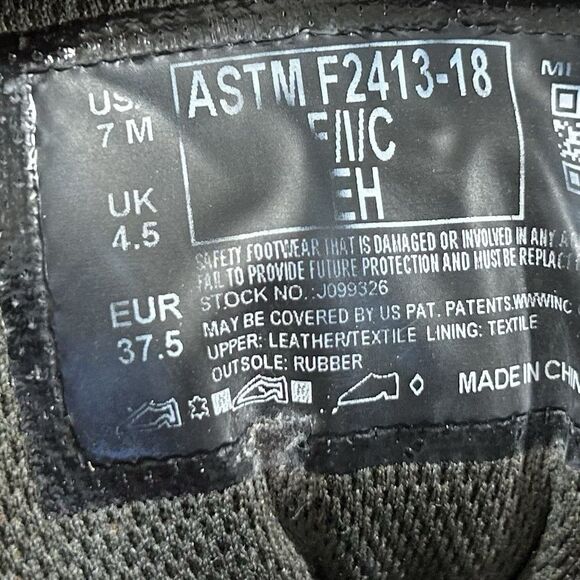 US
7 M
UK
4.5
EUR
37.5
ASTM F2413-18
F/I/C
EH
SAFETY FOOTWEAR THAT IS DAMAGED OR INVOLVED IN ANY
FAIL TO PROVIDE FUTURE PROTECTION AND MUST BE
STOCK NO.:J099326
MAY BE COVERED BY US PAT. PATENTS.WWWINC
UPPER: LEATHER/TEXTILE LINING: TEXTILE
OUTSOLE: RUBBER
MADE IN CHIN